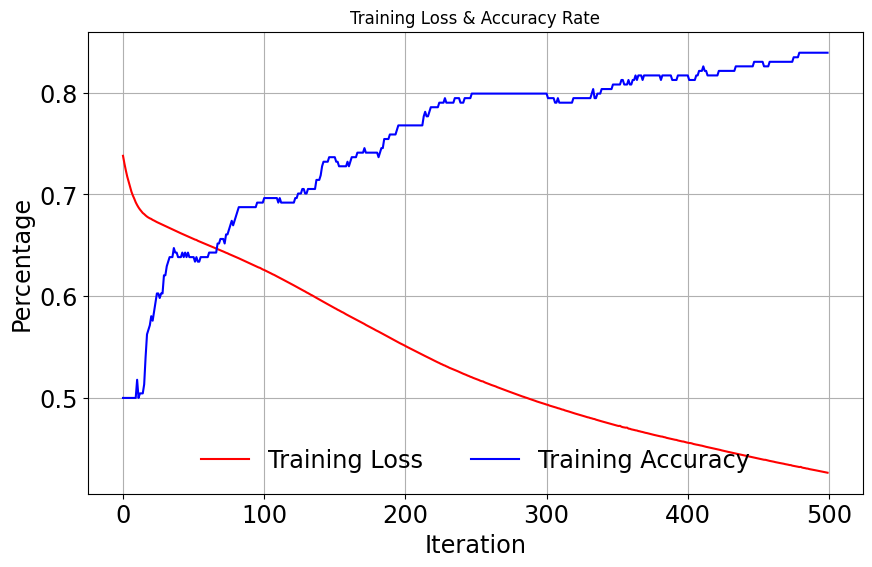 Training Loss & Accuracy Rate
Percentage
0.8
0.7
0.6
0.5
Training Loss Training Accuracy
0 100 200 300 400 500
Iteration